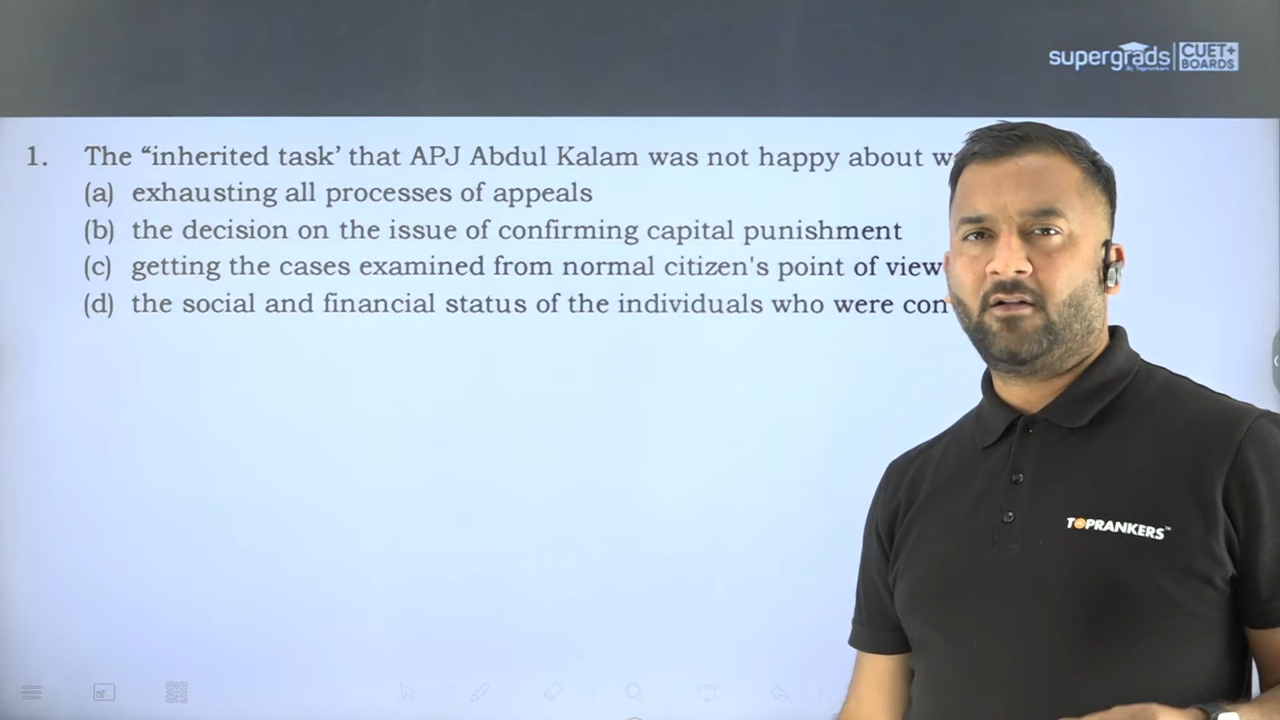 supergrads CUET+
By Toprankers BOARDS
1. The “inherited task’ that APJ Abdul Kalam was not happy about
(a) exhausting all processes of appeals
(b) the decision on the issue of confirming capital punishment
(c) getting the cases examined from normal citizen's point of view
(d) the social and financial status of the individuals who were
TOPRANKERS™